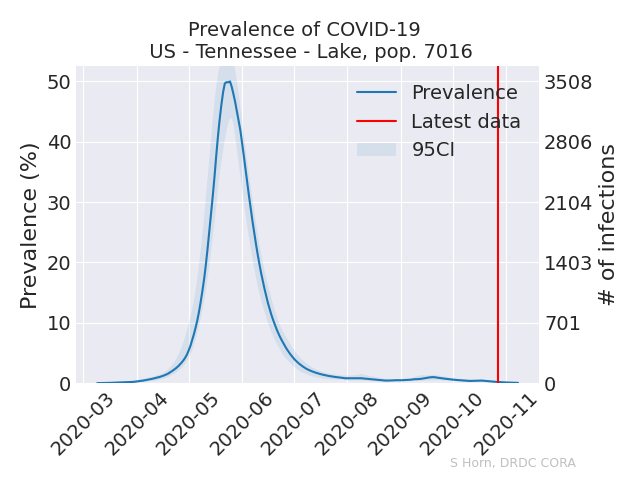 Prevalence of COVID-19
US - Tennessee - Lake, pop. 7016
Prevalence
Latest data
95CI
Prevalence (%)
50
40
30
20
10
0
# of infections
3508
2806
2104
1403
701
0
2020-03
2020-04
2020-05
2020-06
2020-07
2020-08
2020-09
2020-10
2020-11
S Horn, DRDC CORA